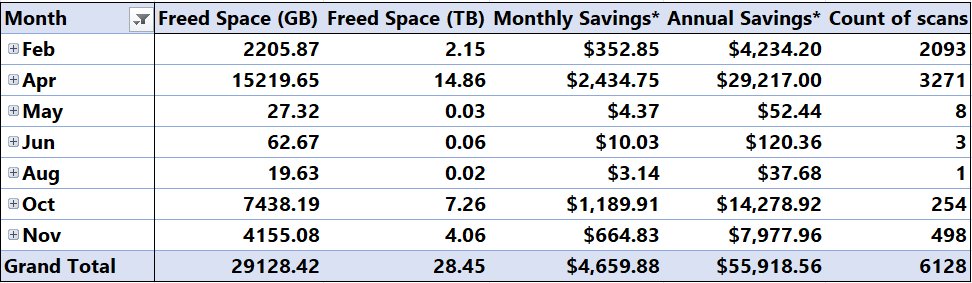 Month Freed Space (GB) Freed Space (TB) Monthly Savings* Annual Savings* Count of scans
Feb 2205.87 2.15 $352.85 $4,234.20 2093
Apr 15219.65 14.86 $2,434.75 $29,217.00 3271
May 27.32 0.03 $4.37 $52.44 8
Jun 62.67 0.06 $10.03 $120.36 3
Aug 19.63 0.02 $3.14 $37.68 1
Oct 7438.19 7.26 $1,189.91 $14,278.92 254
Nov 4155.08 4.06 $664.83 $7,977.96 498
Grand Total 29128.42 28.45 $4,659.88 $55,918.56 6128